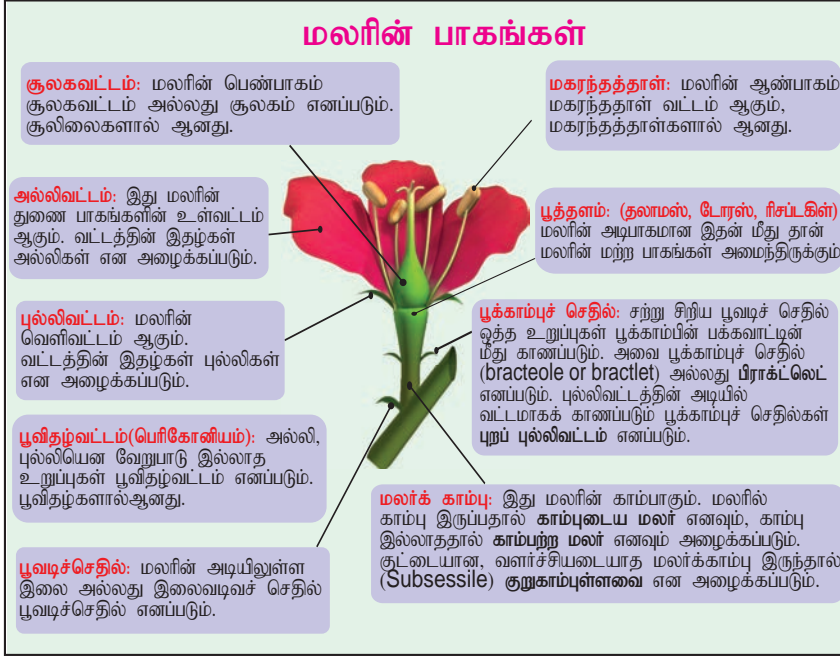 மலரின் பாகங்கள்
சூலகவட்டம்: மலரின் பெண்பாகம்
சூலகவட்டம் அல்லது சூலகம் எனப்படும்.
சூலிலைகளால் ஆனது.
மகரந்தத்தாள்: மலரின் ஆண்பாகம்
மகரந்ததாள் வட்டம் ஆகும்,
மகரந்தத்தாள்களால் ஆனது.
அல்லிவட்டம்: இது மலரின்
துணை பாகங்களின் உள்வட்டம்
ஆகும். வட்டத்தின் இதழ்கள்
அல்லிகள் என அழைக்கப்படும்.
பூத்தளம்: (தலாமஸ், டோரஸ், ரிசப்டகிள்)
மலரின் அடிபாகமான இதன் மீது தான்
மலரின் மற்ற பாகங்கள் அமைந்திருக்கும்
புல்லிவட்டம்: மலரின்
வெளிவட்டம் ஆகும்.
வட்டத்தின் இதழ்கள் புல்லிகள்
என அழைக்கப்படும்.
பூக்காம்புச் செதில்: சற்று சிறிய பூவடிச் செதில்
ஒத்த உறுப்புகள் பூக்காம்பின் பக்கவாட்டின்
மீது காணப்படும். அவை பூக்காம்புச் செதில்
(bracteole or bractlet) அல்லது பிராக்ட்லெட்
எனப்படும். புல்லிவட்டத்தின் அடியில்
வட்டமாகக் காணப்படும் பூக்காம்புச் செதில்கள்
புறப் புல்லிவட்டம் எனப்படும்.
பூவிதழ்வட்டம்(பெரிகோனியம்): அல்லி,
புல்லியென வேறுபாடு இல்லாத
உறுப்புகள் பூவிதழ்வட்டம் எனப்படும்.
பூவிதழ்களால்ஆனது.
மலர்க் காம்பு: இது மலரின் காம்பாகும். மலரில்
காம்பு இருப்பதால் காம்புடைய மலர் எனவும், காம்பு
இல்லாததால் காம்பற்ற மலர் எனவும் அழைக்கப்படும்.
குட்டையான, வளர்ச்சியடையாத மலர்க்காம்பு இருந்தால்
(Subsessile) குறுகாம்புள்ளவை என அழைக்கப்படும்.
பூவடிச்செதில்: மலரின் அடியிலுள்ள
இலை அல்லது இலைவடிவச் செதில்
பூவடிச்செதில் எனப்படும்.